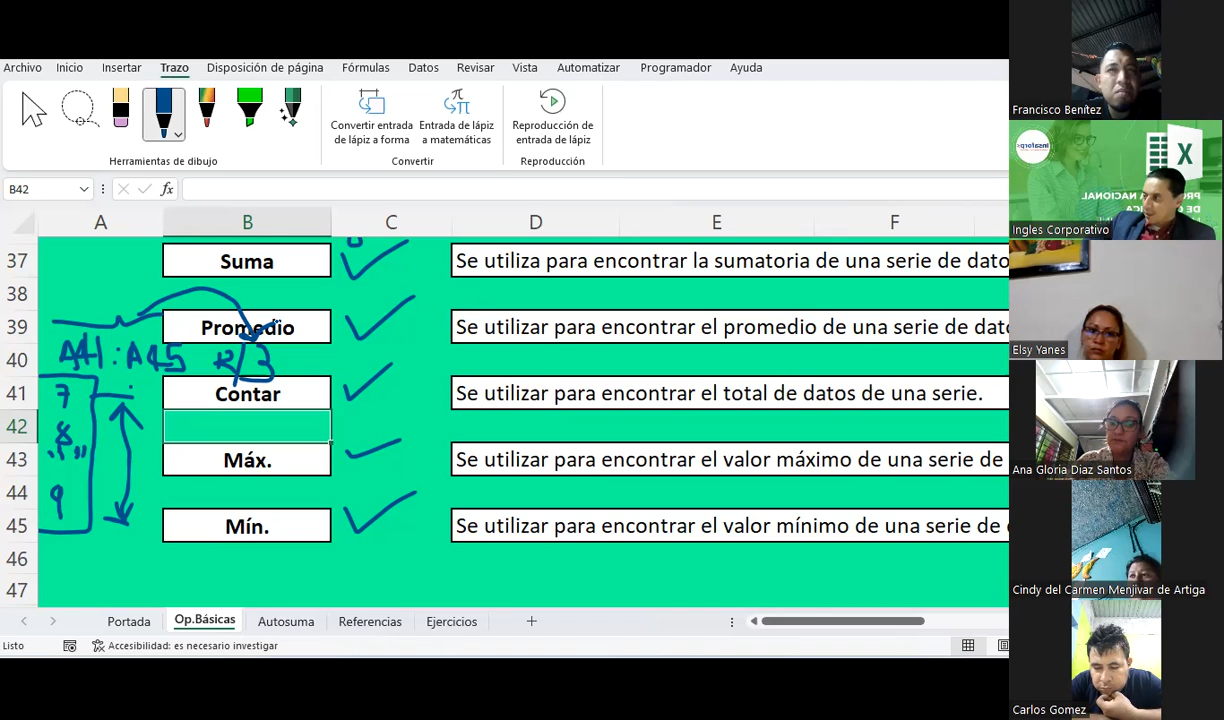 Archivo Inicio Insertar Trazo Disposición de página Fórmulas Datos Revisar Vista Automatizar Programador Ayuda
Convertir entrada de lápiz a forma
Entrada de lápiz a matemáticas
Reproducción de entrada de lápiz
Herramientas de dibujo Convertir Reproducción
B42 fx
A B C D E F
37 Suma Se utiliza para encontrar la sumatoria de una serie de dato
38
39 Promedio Se utilizar para encontrar el promedio de una serie de dato
40 A41:A45 R/3
41 7 Contar Se utilizar para encontrar el total de datos de una serie.
42 8
43 Máx. Se utilizar para encontrar el valor máximo de una serie de
44 9
45 Mín. Se utilizar para encontrar el valor mínimo de una serie de
46
47
Portada Op.Básicas Autosuma Referencias Ejercicios
Listo Accesibilidad: es necesario investigar
Francisco Benítez
insaforp
X
Ingles Corporativo
Elsy Yanes
Ana Gloria Diaz Santos
Cindy del Carmen Menjivar de Artiga
Carlos Gomez